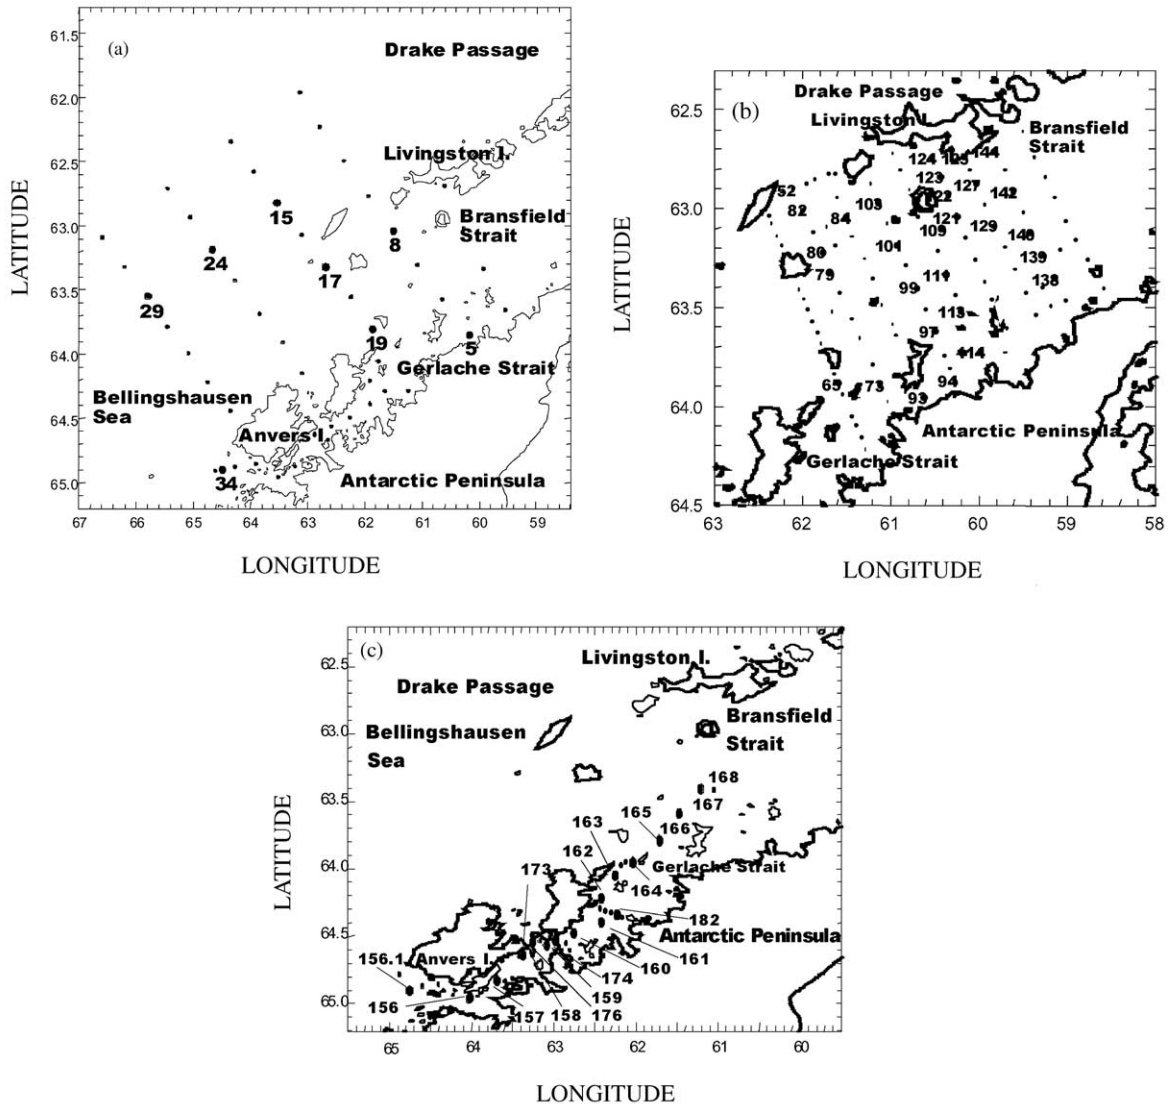 (a)
Drake Passage
Livingston I.
Bransfield
Strait
15
8
24
17
29
19
5
Gerlache Strait
Bellingshausen
Sea
Anvers I.
34
Antarctic Peninsula
61.5
62.0
62.5
63.0
63.5
64.0
64.5
65.0
67 66 65 64 63 62 61 60 59
LATITUDE
LONGITUDE
(b)
Drake Passage
Livingston I.
Bransfield
Strait
124 144
123
52 127 142
82 84 103
121 129
109 140
80 101 139
79 99 111 138
113
97
114
65 73 94
93
Antarctic Peninsula
Gerlache Strait
62.5
63.0
63.5
64.0
64.5
63 62 61 60 59 58
LATITUDE
LONGITUDE
(c)
Livingston I.
Drake Passage
Bransfield
Strait
Bellingshausen
Sea
168
167
165
163 166
162
173 Gerlache Strait
164
182
Antarctic Peninsula
156.1 Anvers I.
161
160
174
159
156
157 158 176
62.5
63.0
63.5
64.0
64.5
65.0
65 64 63 62 61 60
LATITUDE
LONGITUDE